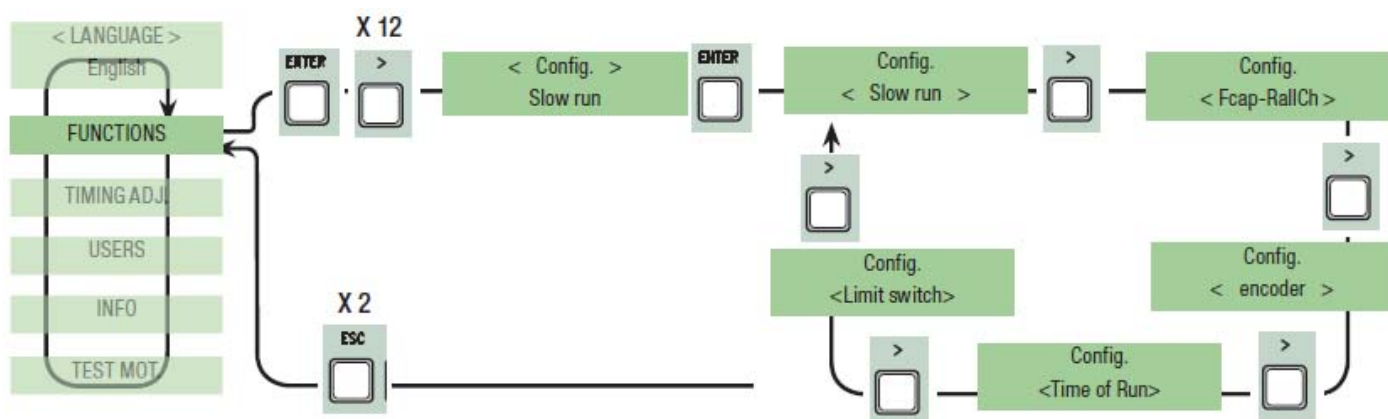 < LANGUAGE >
English
FUNCTIONS
TIMING ADJ.
USERS
INFO
TEST MOT.
ENTER
X 12
>
< Config. >
Slow run
ENTER
Config.
< Slow run >
>
Config.
< Fcap-RallCh >
>
Config.
< encoder >
>
Config.
<Time of Run>
>
Config.
<Limit switch>
>
X 2
ESC